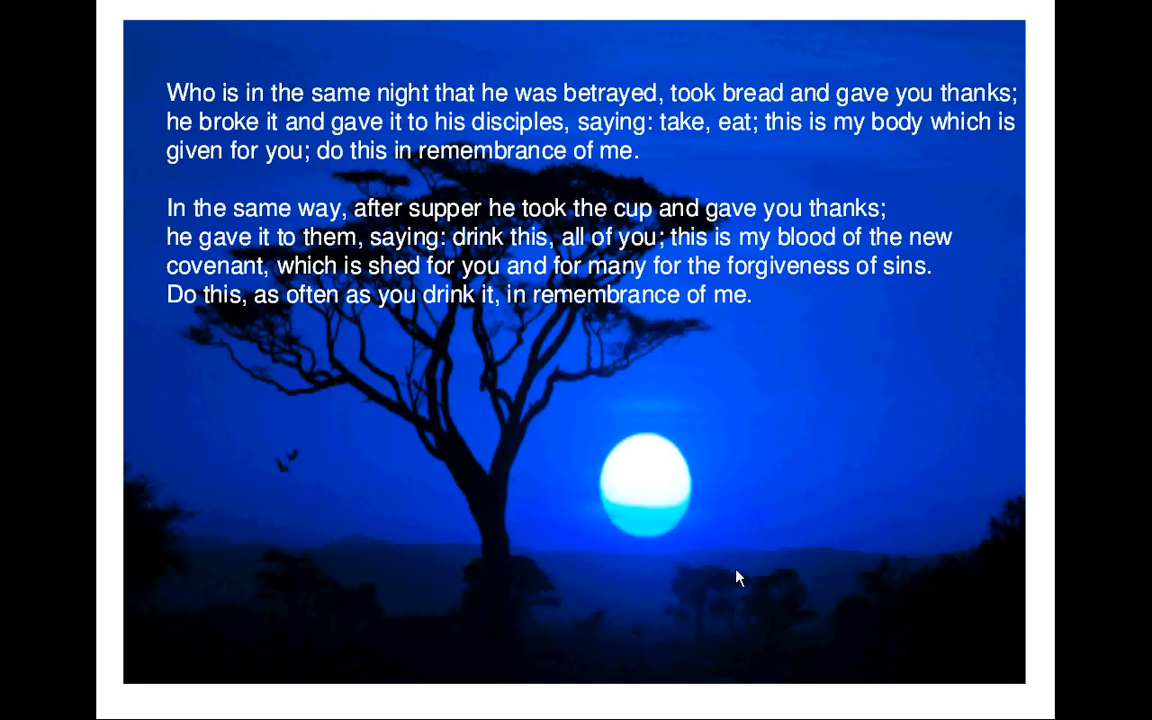 Who is in the same night that he was betrayed, took bread and gave you thanks;
he broke it and gave it to his disciples, saying: take, eat; this is my body which is
given for you; do this in remembrance of me.
In the same way, after supper he took the cup and gave you thanks;
he gave it to them, saying: drink this, all of you; this is my blood of the new
covenant, which is shed for you and for many for the forgiveness of sins.
Do this, as often as you drink it, in remembrance of me.